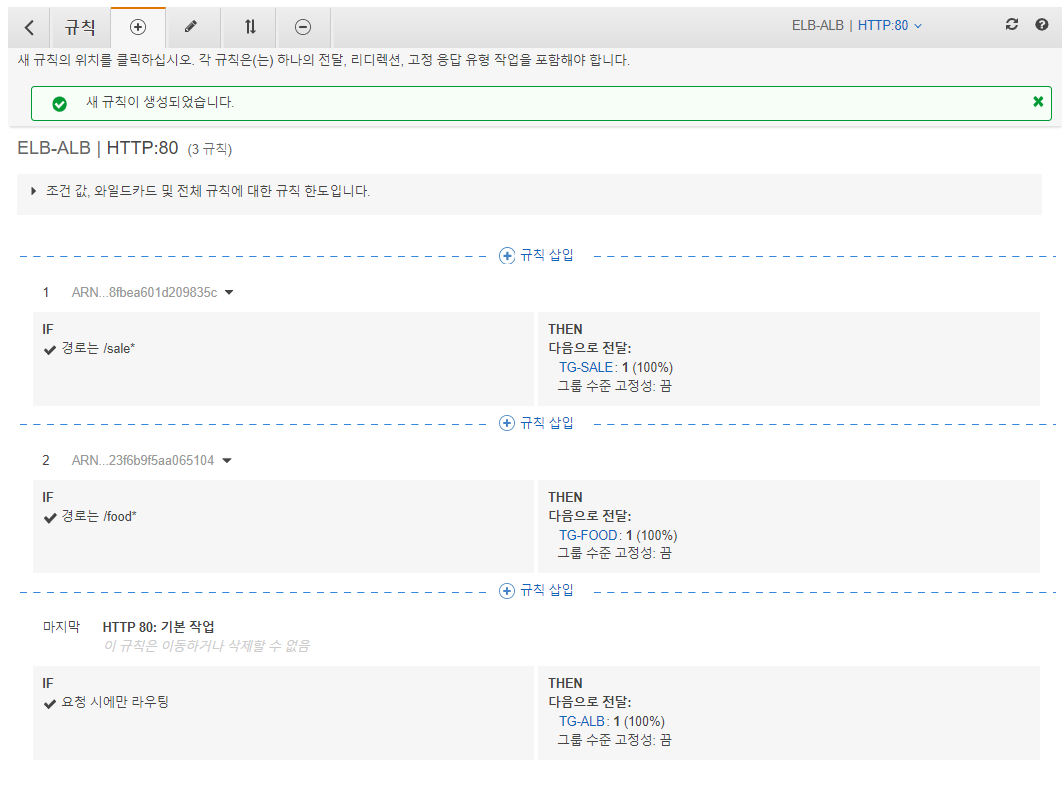 규칙
ELB-ALB | HTTP:80
새 규칙의 위치를 클릭하십시오. 각 규칙은(는) 하나의 전달, 리디렉션, 고정 응답 유형 작업을 포함해야 합니다.
새 규칙이 생성되었습니다.
ELB-ALB | HTTP:80 (3 규칙)
조건 값, 와일드카드 및 전체 규칙에 대한 규칙 한도입니다.
규칙 삽입
1 ARN...8fbea601d209835c
IF
경로는 /sale*
THEN
다음으로 전달:
TG-SALE: 1 (100%)
그룹 수준 고정성: 끔
규칙 삽입
2 ARN...23f6b9f5aa065104
IF
경로는 /food*
THEN
다음으로 전달:
TG-FOOD: 1 (100%)
그룹 수준 고정성: 끔
규칙 삽입
마지막 HTTP 80: 기본 작업
이 규칙은 이동하거나 삭제할 수 없음
IF
요청 시에만 라우팅
THEN
다음으로 전달:
TG-ALB: 1 (100%)
그룹 수준 고정성: 끔